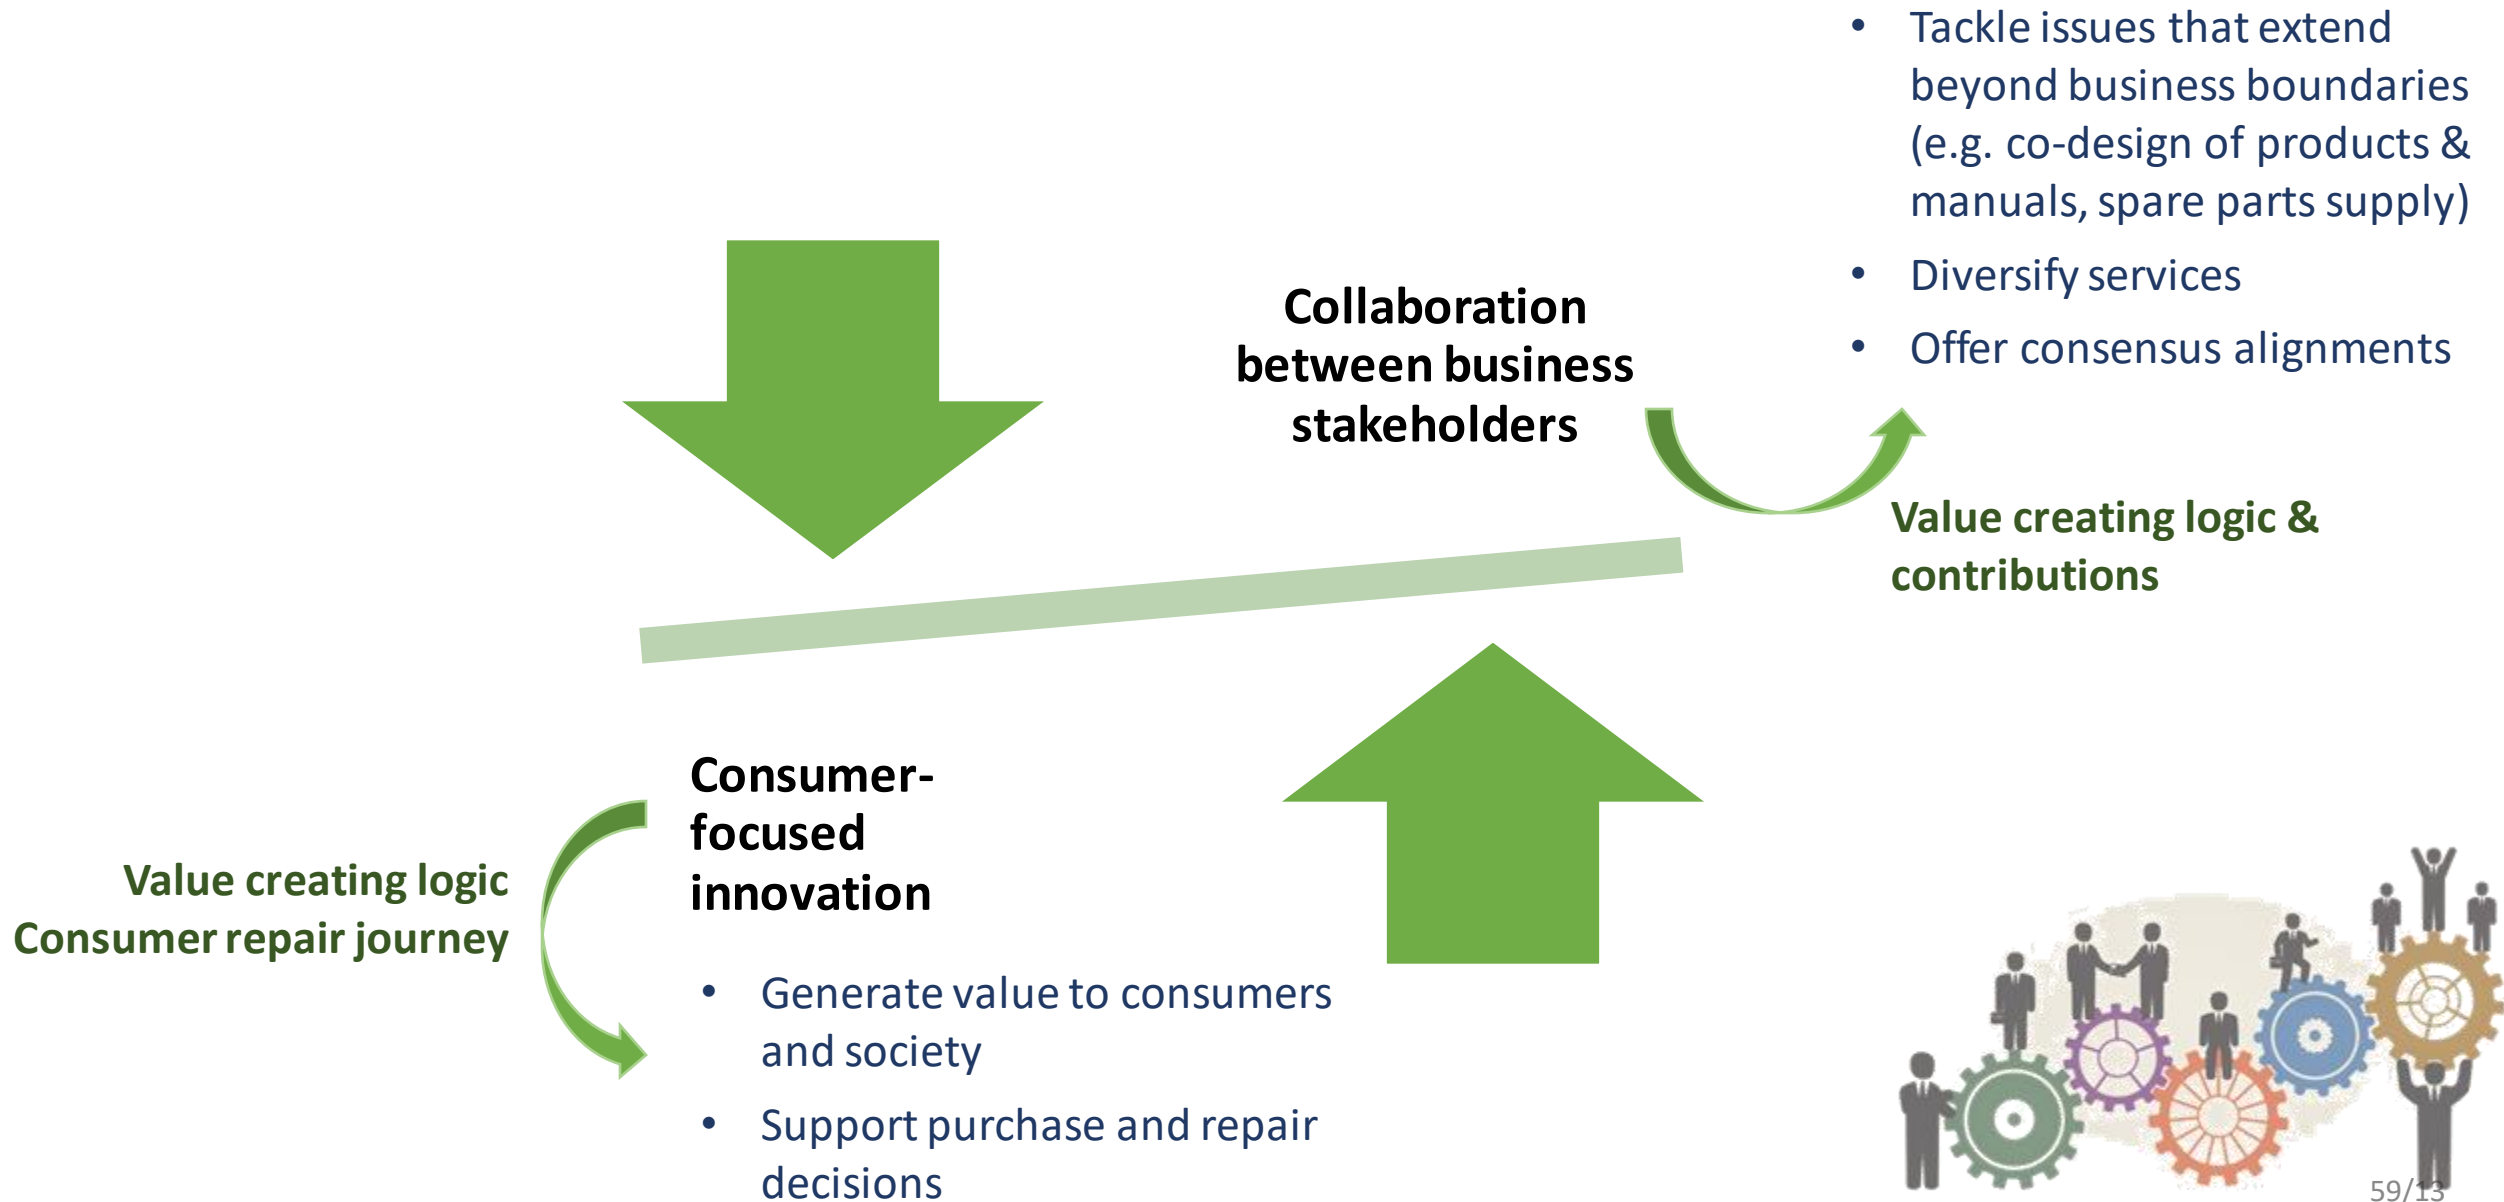 • Tackle issues that extend
beyond business boundaries
(e.g. co-design of products &
manuals, spare parts supply)
• Diversify services
• Offer consensus alignments
Collaboration
between business
stakeholders
Value creating logic &
contributions
Consumer-
focused
innovation
Value creating logic
Consumer repair journey
• Generate value to consumers
and society
• Support purchase and repair
decisions
59/13